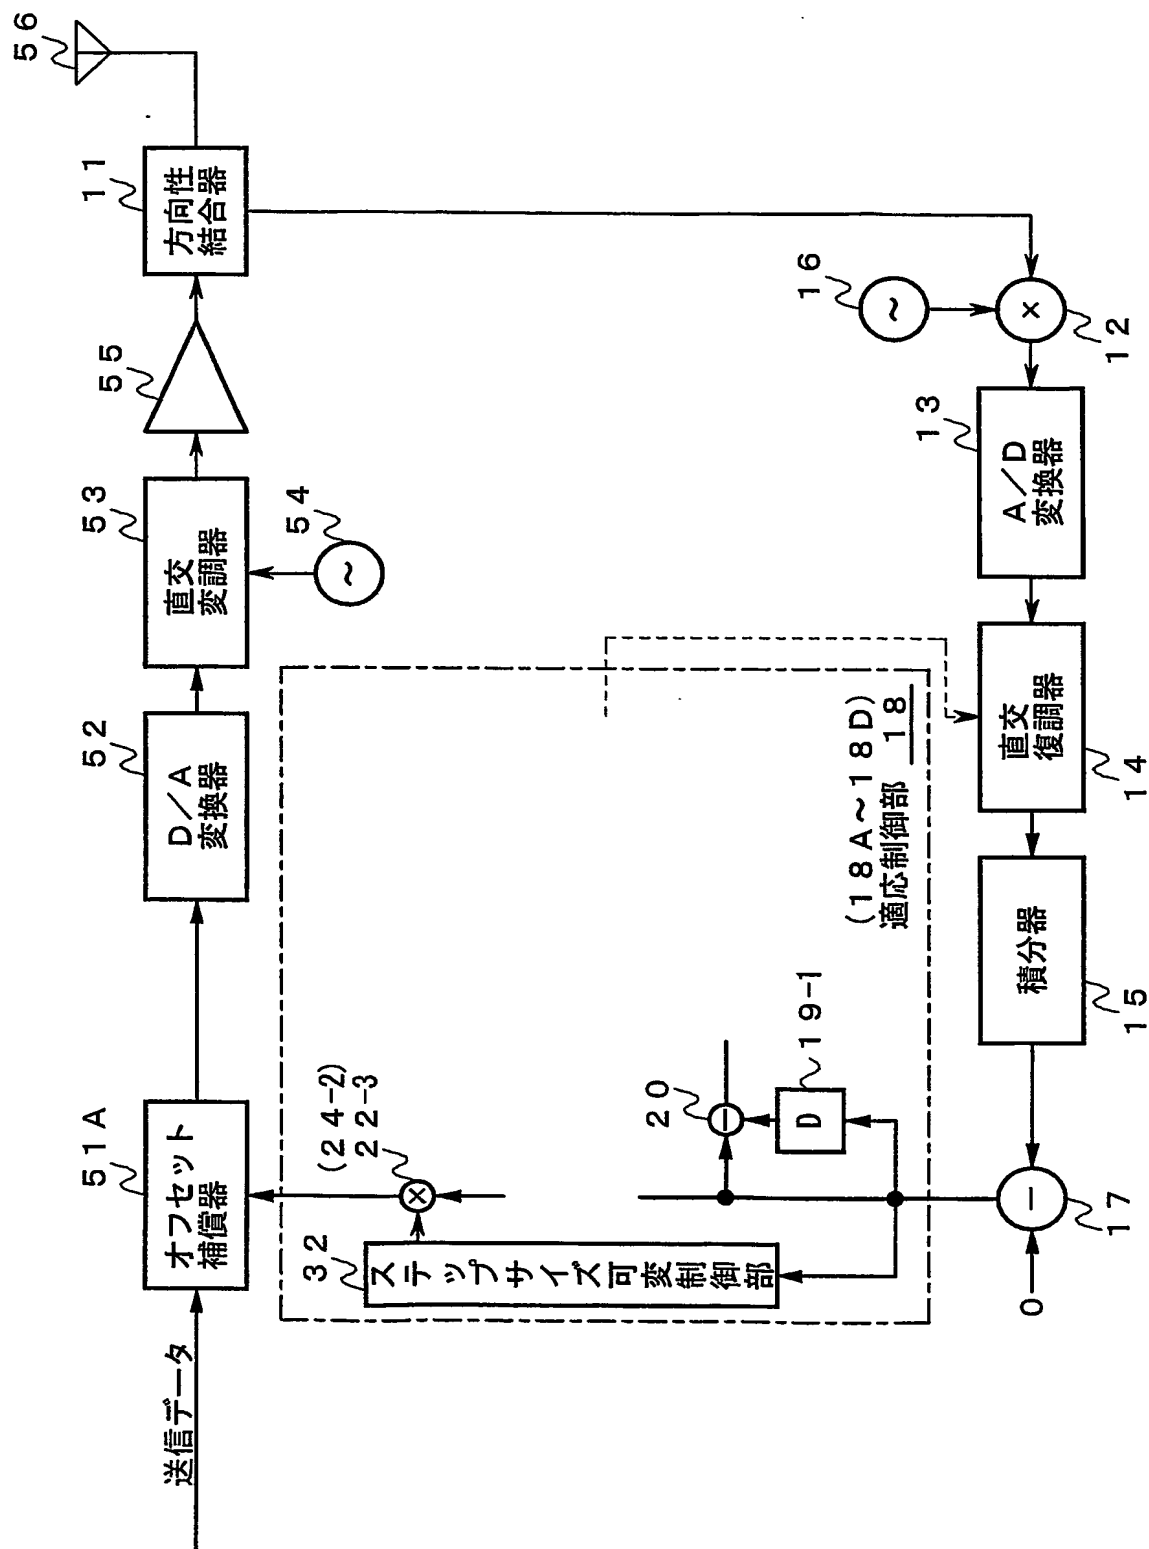 送信データ
51A
オフセット
補償器
52
D/A
変換器
53
直交
変調器
54
~
55
11
方向性
結合器
56
(24-2)
22-3
×
32
ステップサイズ可変制御部
20
−
D
19-1
(18A~18D)
適応制御部 18
16
~
×
12
13
A/D
変換器
直交
復調器
14
積分器
15
−
17
0